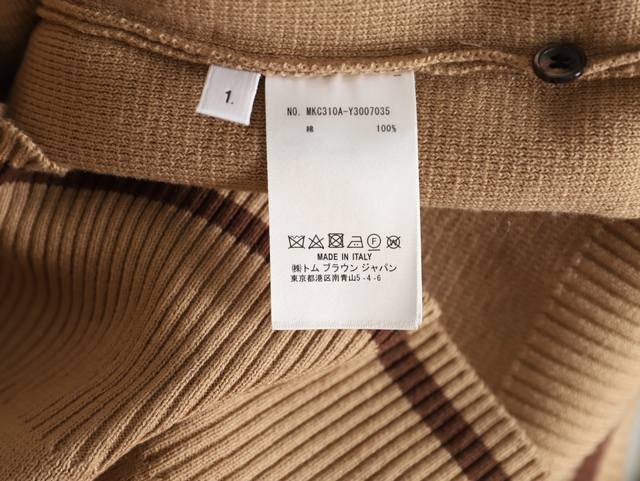 1.
NO. MKC310A-Y3007035
綿 100%
F
MADE IN ITALY
㈱トム ブラウン ジャパン
東京都港区南青山5-4-6